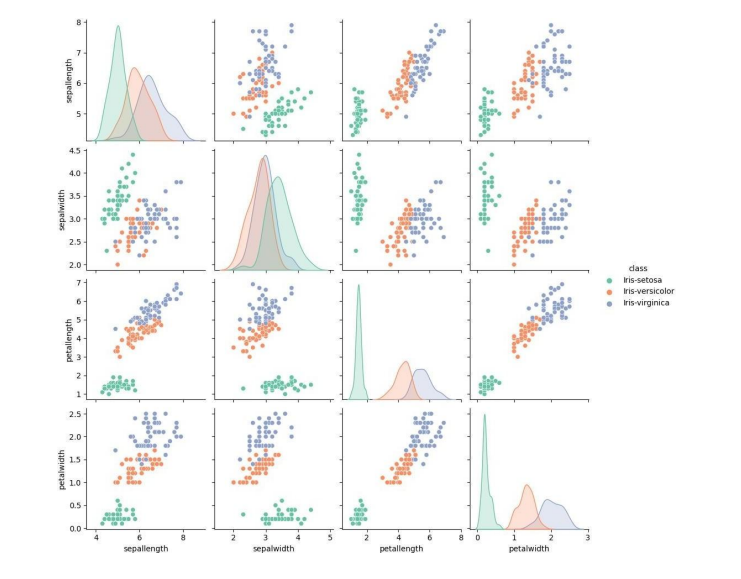 8
7
6
5
sepallength
4.5
4.0
3.5
3.0
2.5
2.0
sepalwidth
class
Iris-setosa
Iris-versicolor
Iris-virginica
7
6
5
4
3
2
1
petallength
2.5
2.0
1.5
1.0
0.5
0.0
petalwidth
4 6 8 2 3 4 5 2 4 6 8 0 1 2 3
sepallength sepalwidth petallength petalwidth